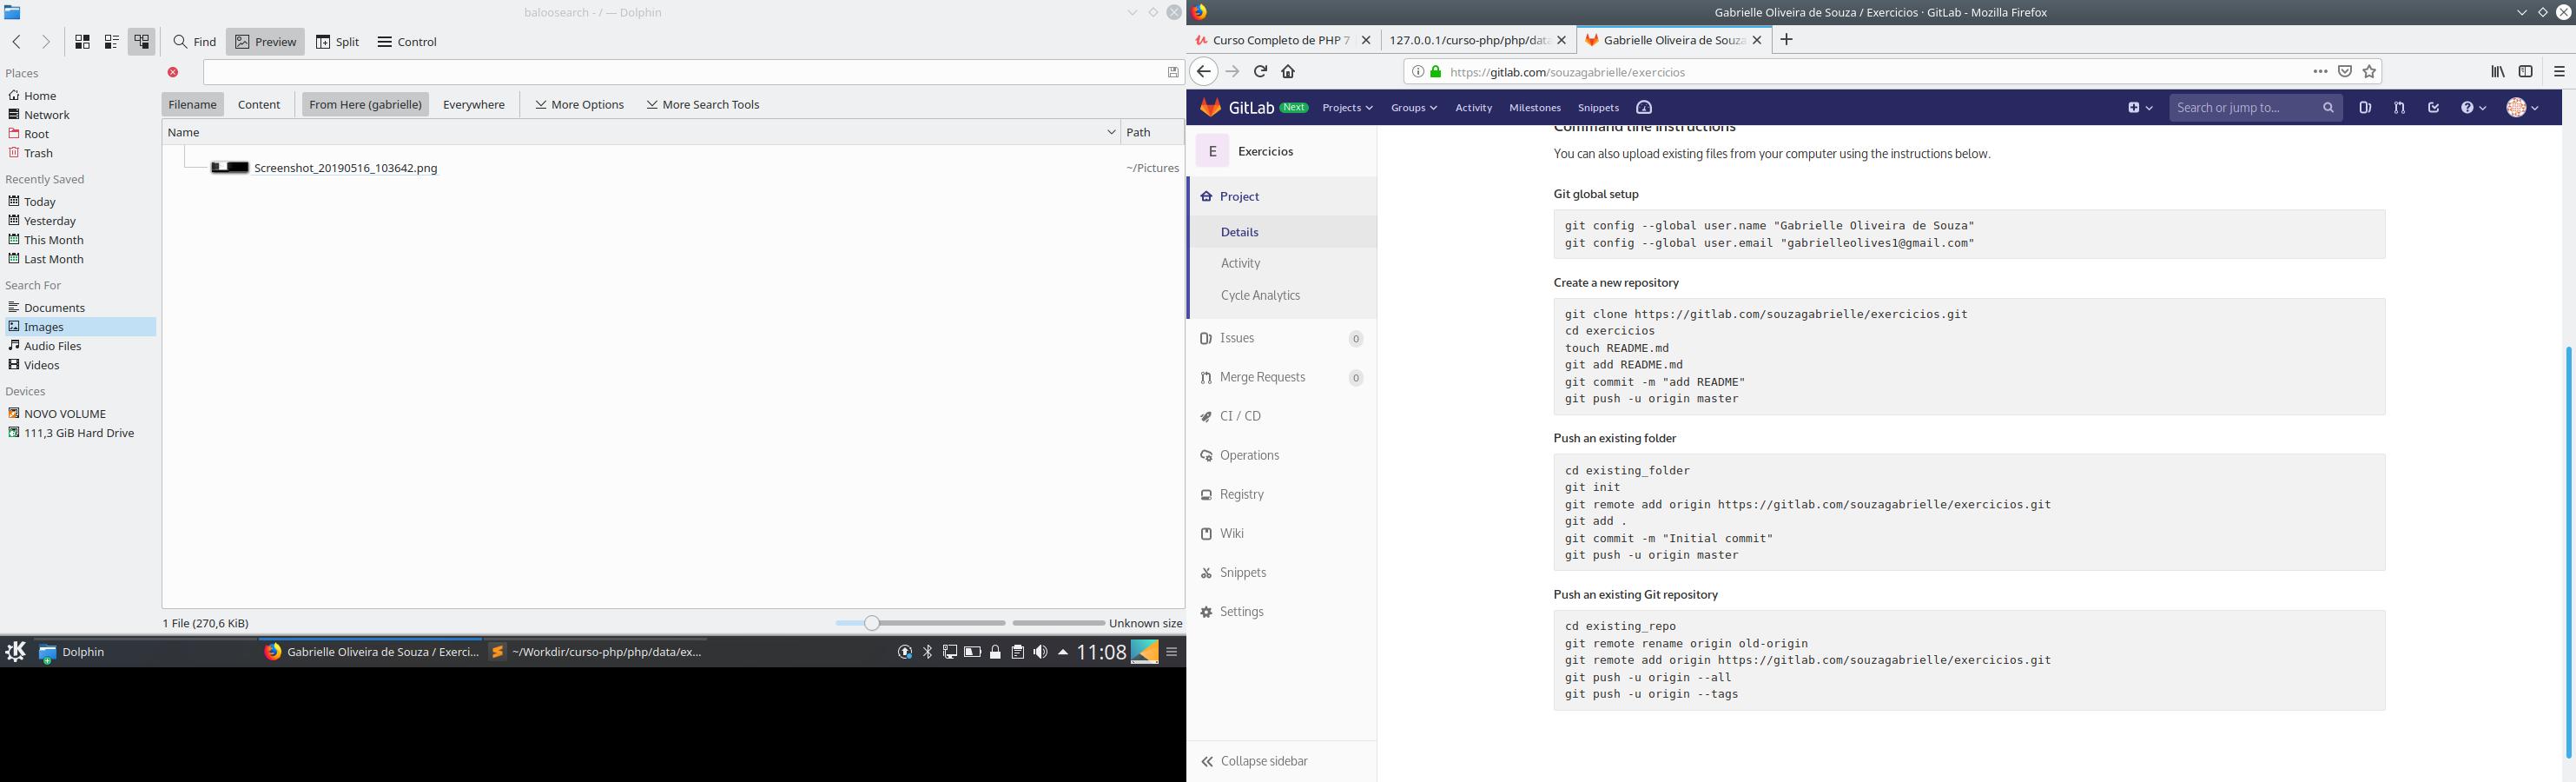 baloosearch - / — Dolphin
Find
Preview
Split
Control
Places
Home
Network
Root
Trash
Recently Saved
Today
Yesterday
This Month
Last Month
Search For
Documents
Images
Audio Files
Videos
Devices
NOVO VOLUME
111,3 GiB Hard Drive
Filename
Content
From Here (gabrielle)
Everywhere
More Options
More Search Tools
Name
Path
Screenshot_20190516_103642.png
~/Pictures
1 File (270,6 KiB)
Unknown size
Dolphin
Gabrielle Oliveira de Souza / Exerci...
~/Workdir/curso-php/php/data/ex...
11:08
Gabrielle Oliveira de Souza / Exercicios · GitLab - Mozilla Firefox
Curso Completo de PHP 7
127.0.0.1/curso-php/php/data
Gabrielle Oliveira de Souza
https://gitlab.com/souzagabrielle/exercicios
GitLab
Next
Projects
Groups
Activity
Milestones
Snippets
Search or jump to...
E
Exercicios
Project
Details
Activity
Cycle Analytics
Issues
0
Merge Requests
0
CI / CD
Operations
Registry
Wiki
Snippets
Settings
Collapse sidebar
Command line instructions
You can also upload existing files from your computer using the instructions below.
Git global setup
git config --global user.name "Gabrielle Oliveira de Souza"
git config --global user.email "gabrielleolives1@gmail.com"
Create a new repository
git clone https://gitlab.com/souzagabrielle/exercicios.git
cd exercicios
touch README.md
git add README.md
git commit -m "add README"
git push -u origin master
Push an existing folder
cd existing_folder
git init
git remote add origin https://gitlab.com/souzagabrielle/exercicios.git
git add .
git commit -m "Initial commit"
git push -u origin master
Push an existing Git repository
cd existing_repo
git remote rename origin old-origin
git remote add origin https://gitlab.com/souzagabrielle/exercicios.git
git push -u origin --all
git push -u origin --tags